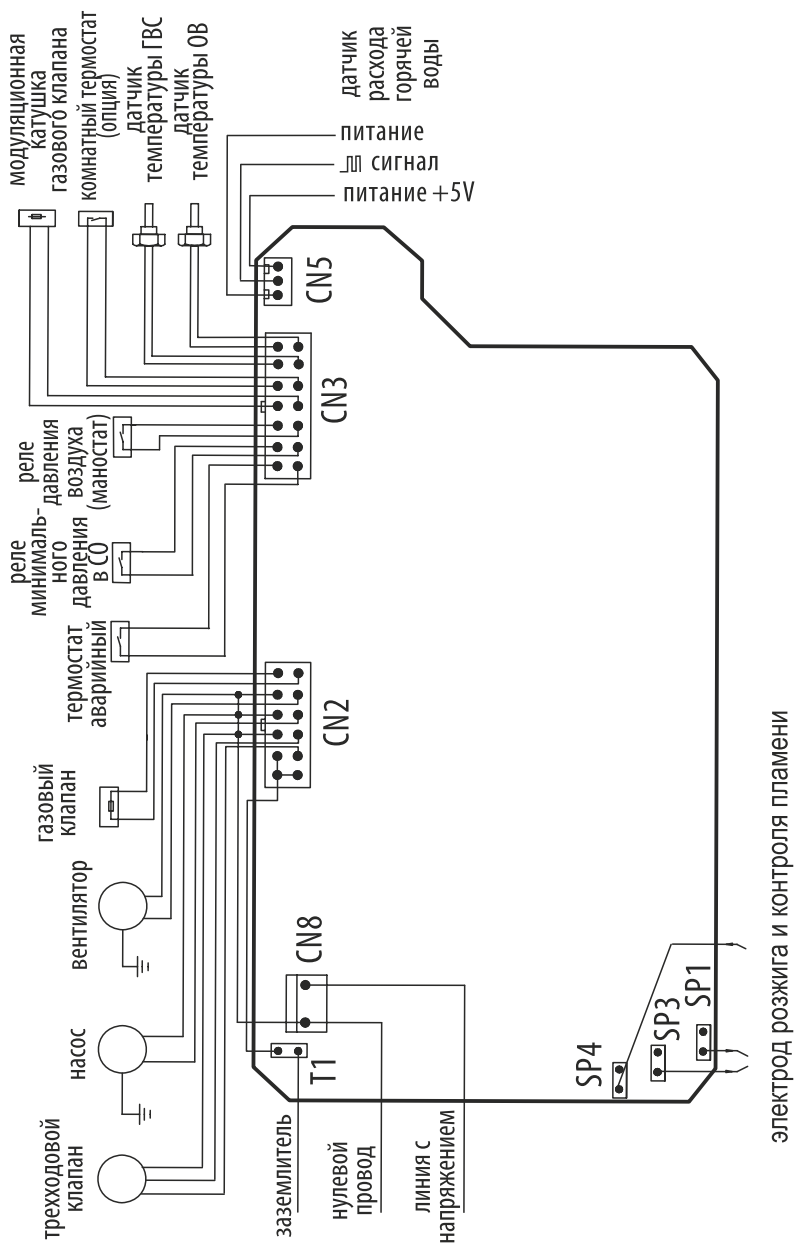 модуляционная
катушка
газового клапана
комнатный термостат
(опция)
датчик
температуры ГВС
датчик
температуры ОВ
датчик
расхода
горячей
воды
питание
сигнал
питание +5V
CN5
CN3
реле
давления
воздуха
(маностат)
реле
минималь-
ного
давления
в СО
термостат
аварийный
CN2
газовый
клапан
вентилятор
CN8
насос
T1
трехходовой
клапан
заземлитель
нулевой
провод
линия с
напряжением
SP4
SP3
SP1
электрод розжига и контроля пламени